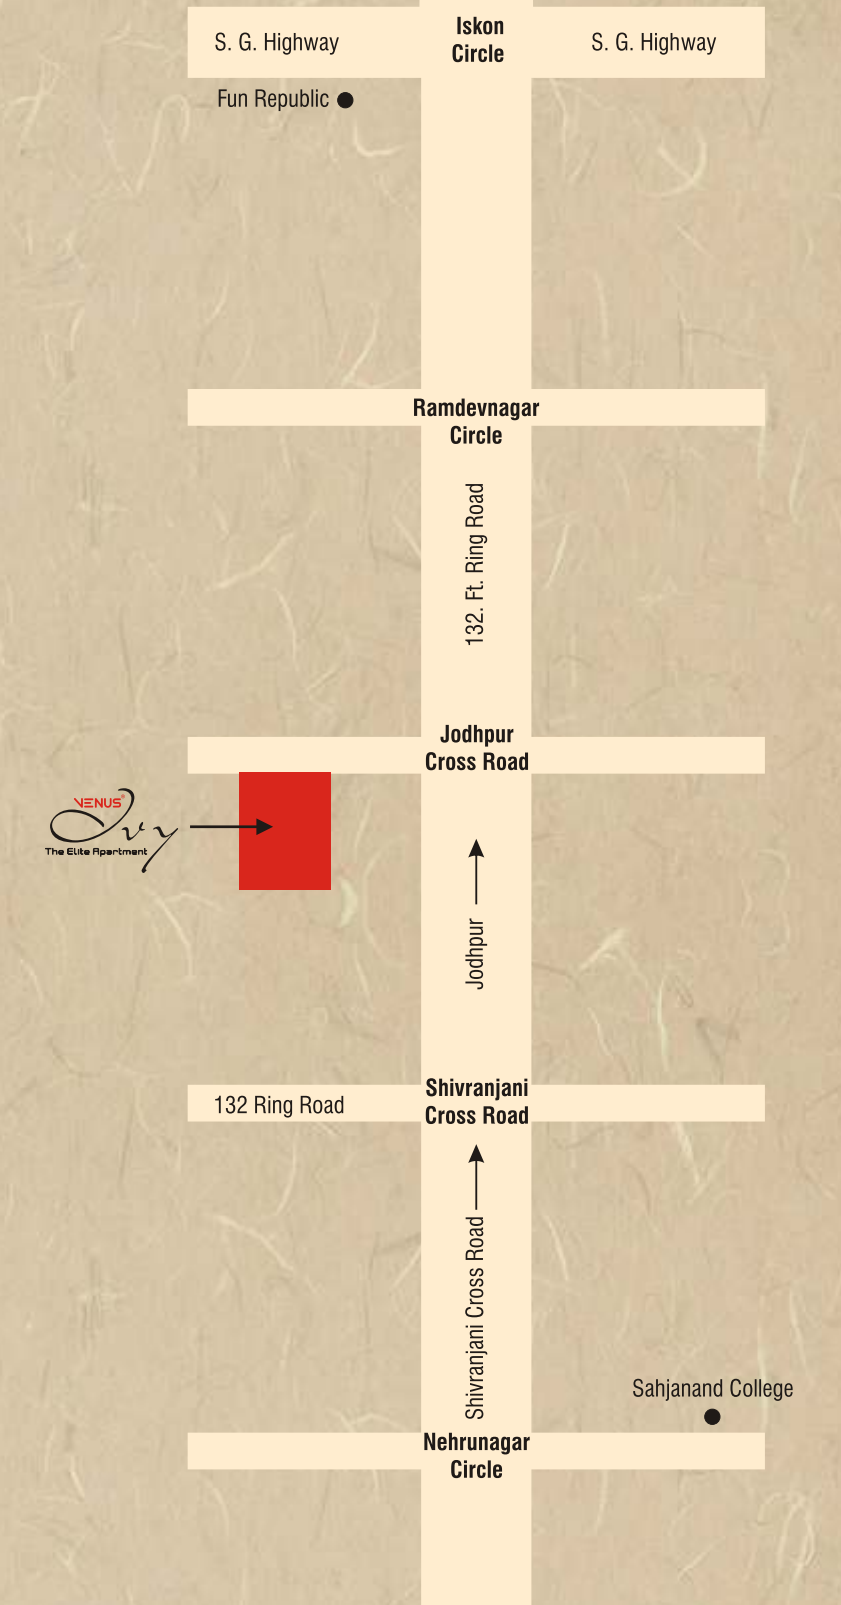 S. G. Highway
Iskon
Circle
S. G. Highway
Fun Republic
Ramdevnagar
Circle
132. Ft. Ring Road
Jodhpur
Cross Road
VENUS®
Ivy
The Elite Apartment
Jodhpur
Shivranjani
Cross Road
132 Ring Road
Shivranjani Cross Road
Sahjanand College
Nehrunagar
Circle